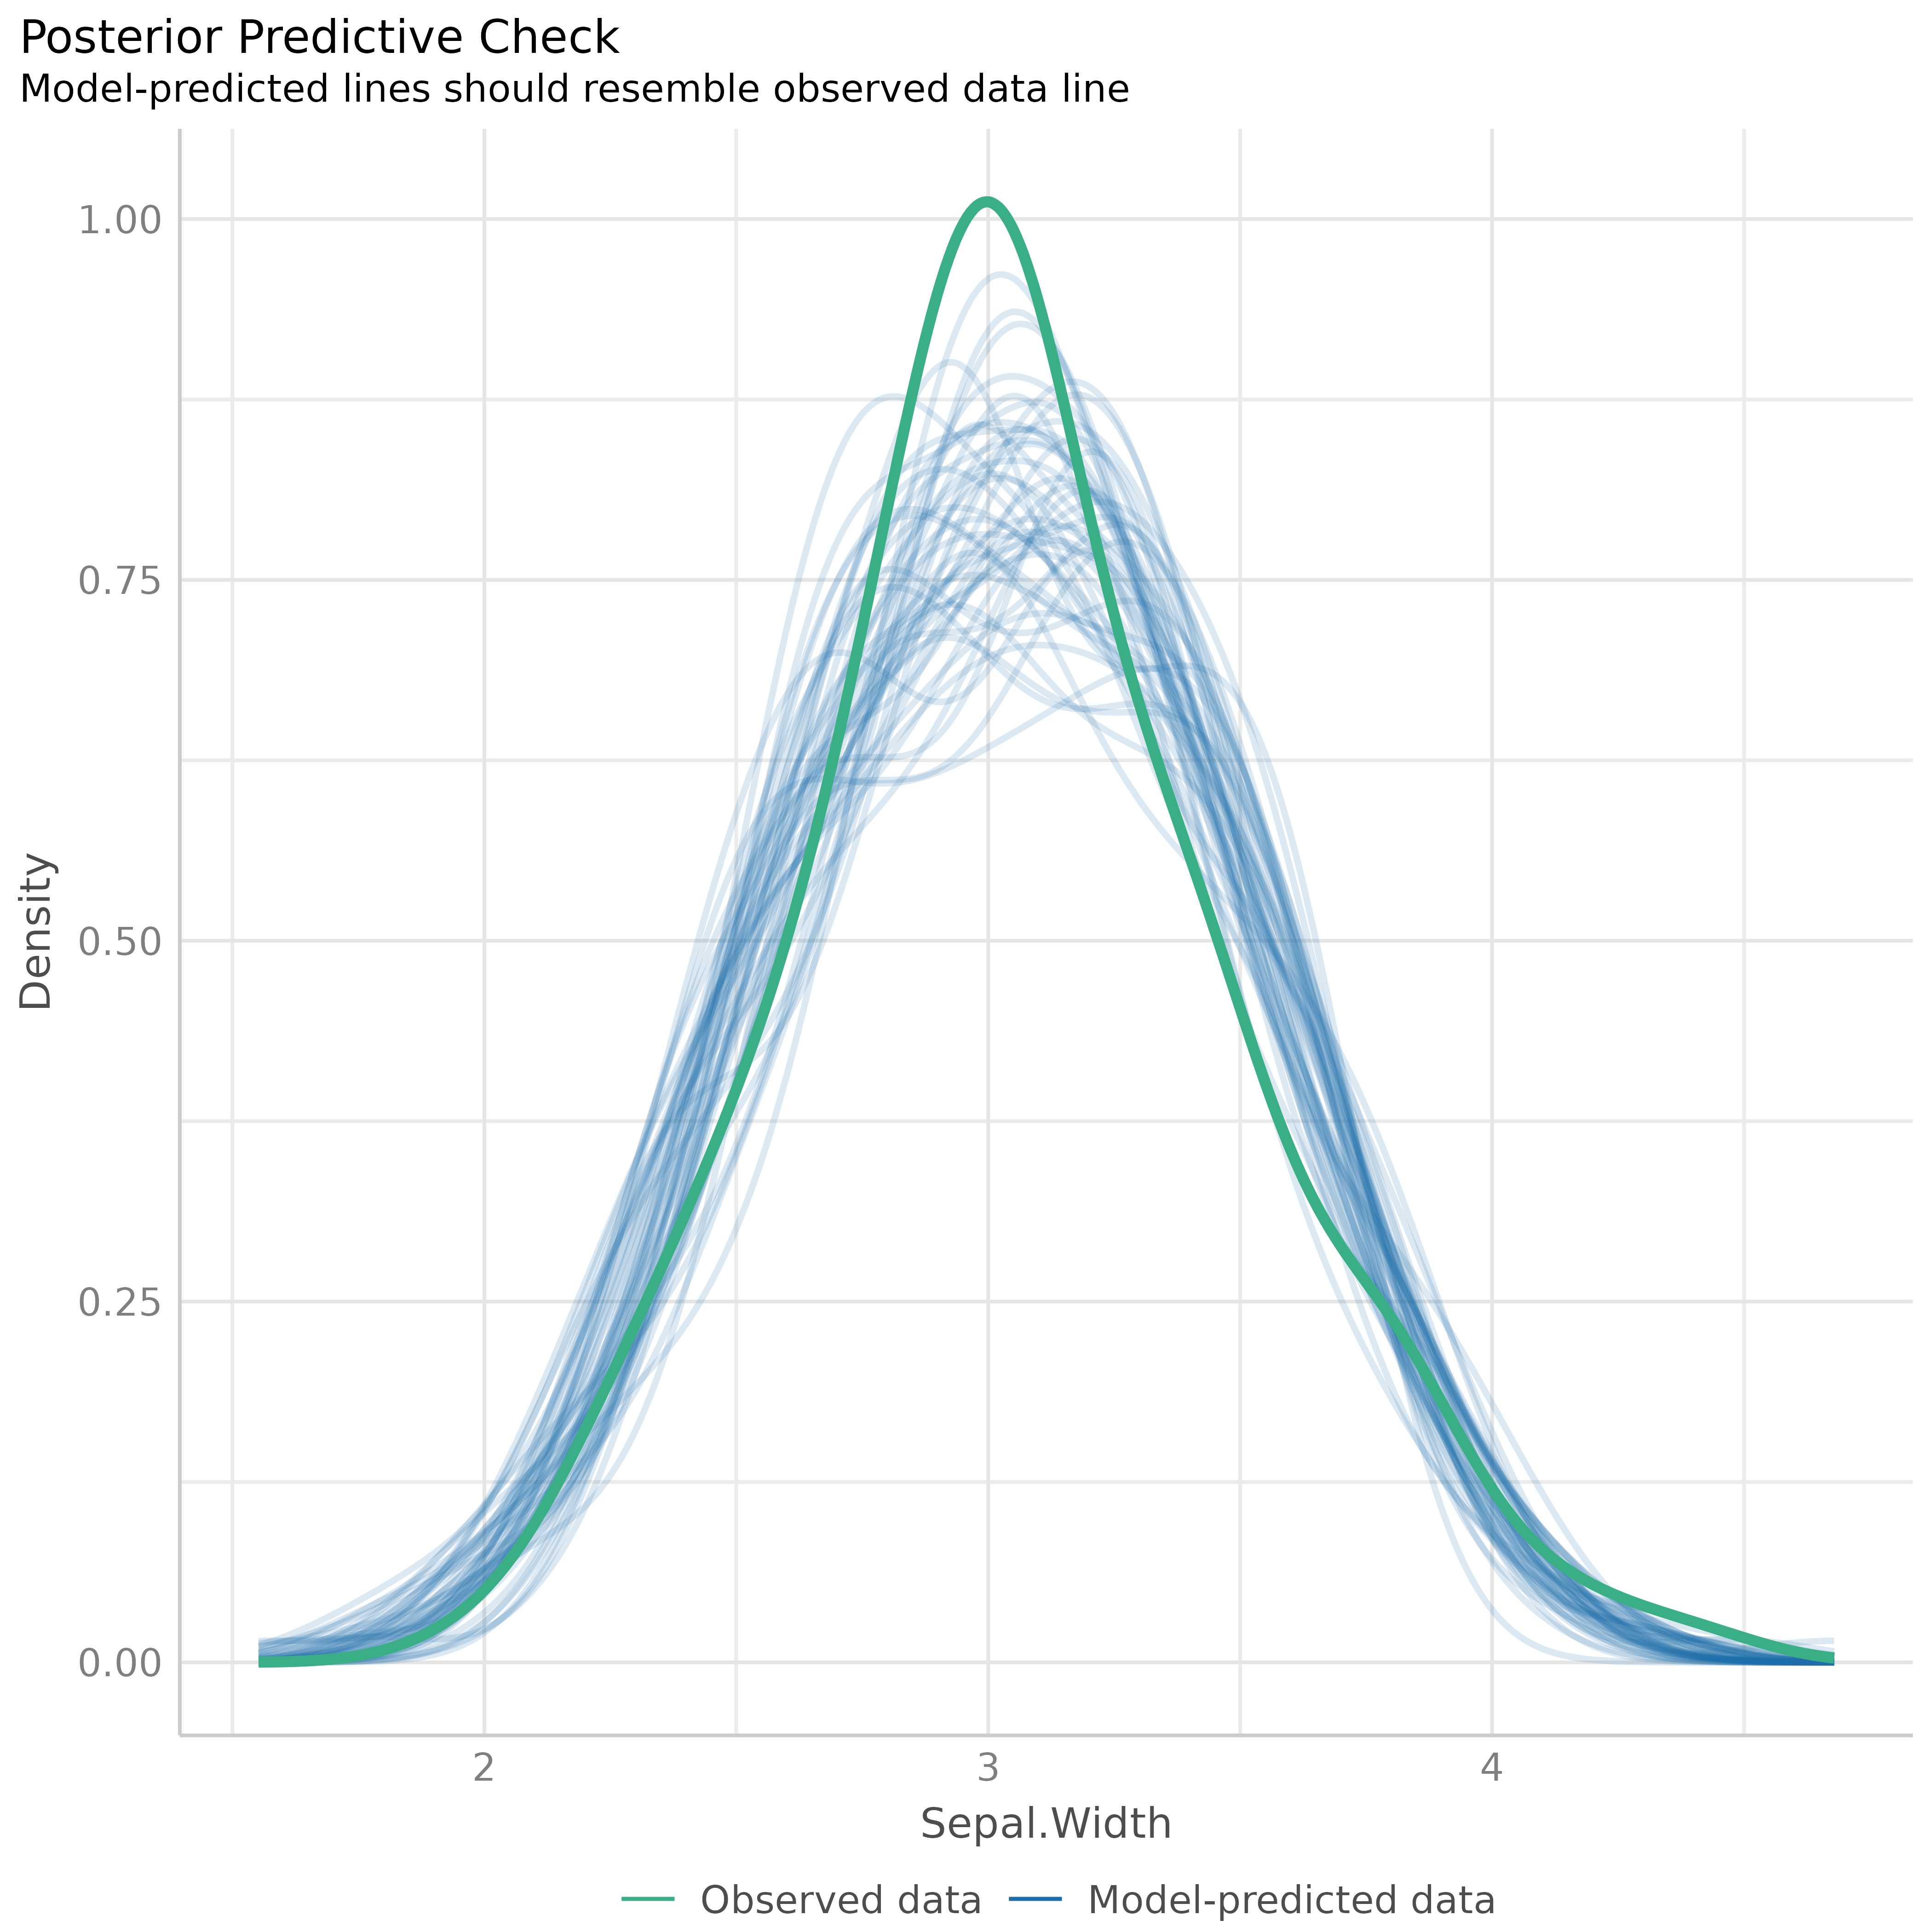 Posterior Predictive Check
Model-predicted lines should resemble observed data line
1.00
0.75
0.50
0.25
0.00
Density
2 3 4
Sepal.Width
Observed data Model-predicted data